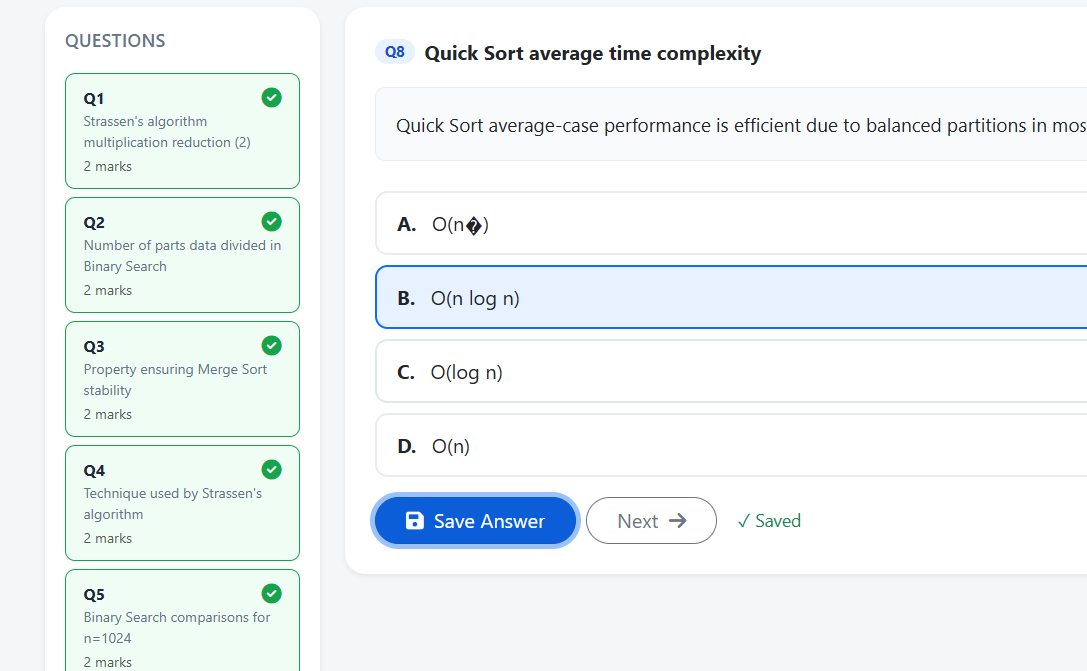 QUESTIONS
Q1
Strassen's algorithm
multiplication reduction (2)
2 marks
Q2
Number of parts data divided in
Binary Search
2 marks
Q3
Property ensuring Merge Sort
stability
2 marks
Q4
Technique used by Strassen's
algorithm
2 marks
Q5
Binary Search comparisons for
n=1024
2 marks
Q8 Quick Sort average time complexity
Quick Sort average-case performance is efficient due to balanced partitions in mos
A. O(n�)
B. O(n log n)
C. O(log n)
D. O(n)
Save Answer Next → ✓ Saved